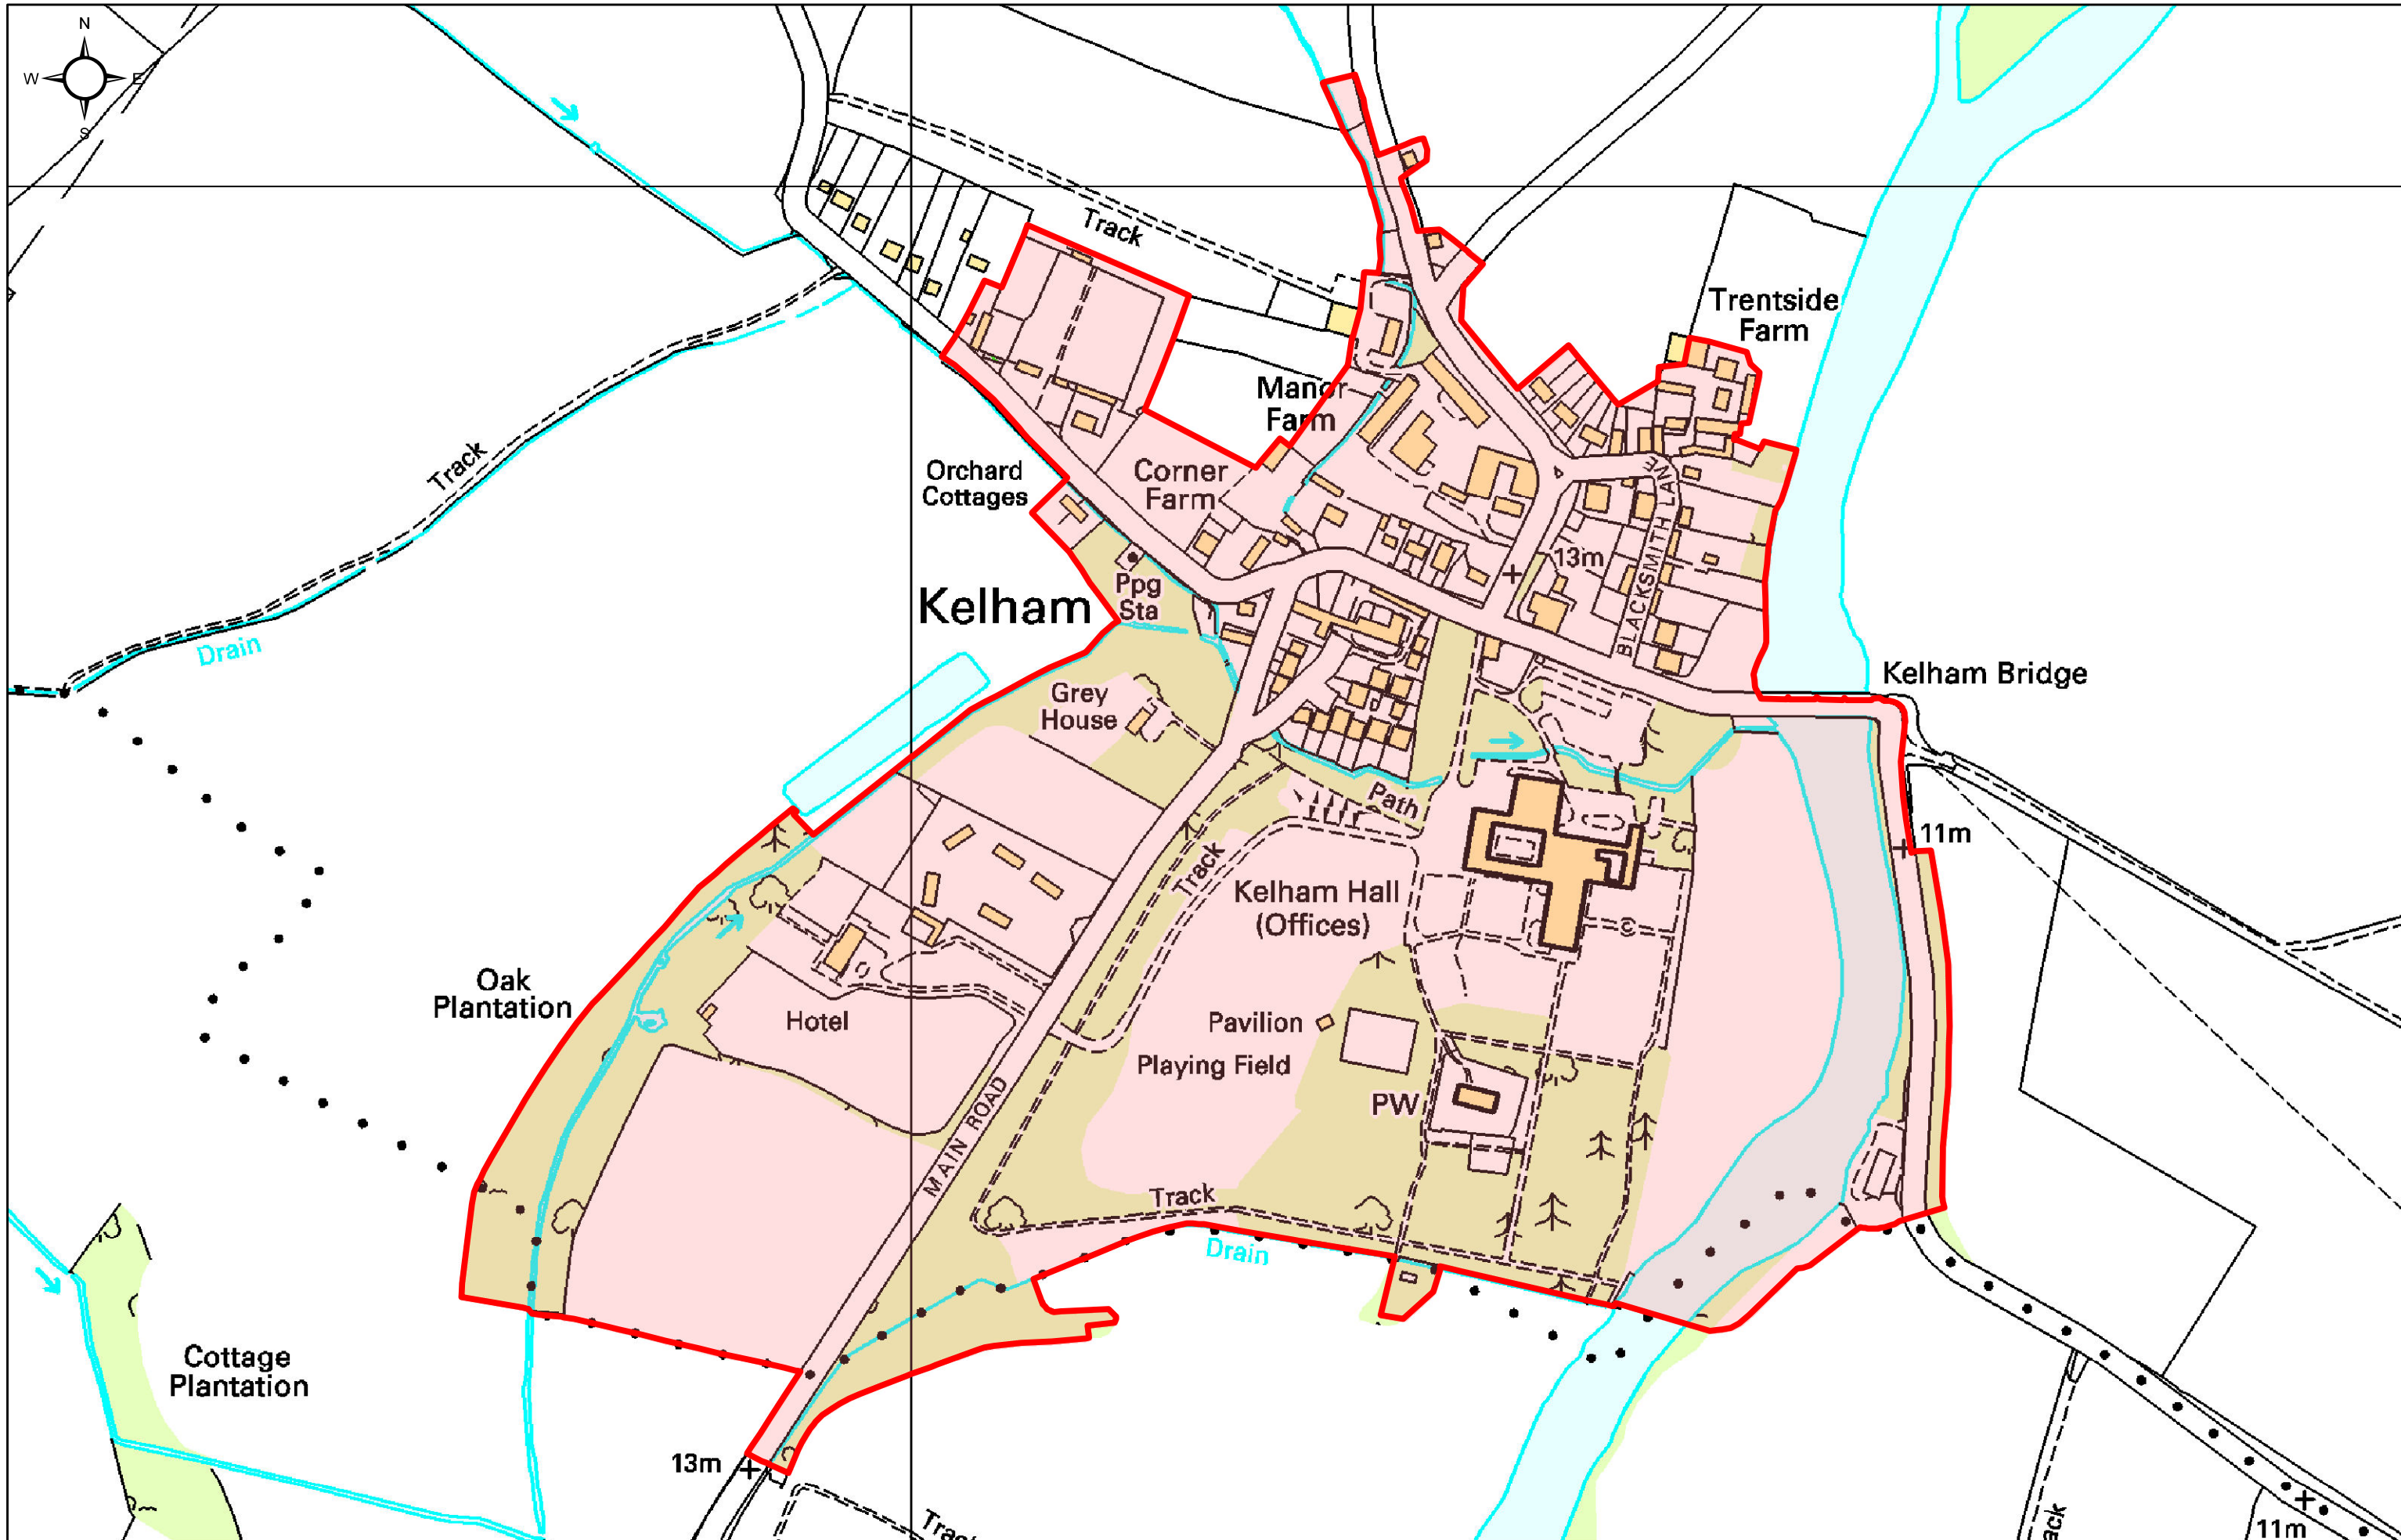 N
W E
S
Track
Trentside
Farm
Manor
Farm
Track
Orchard
Cottages
Corner
Farm
BLACKSMITH LANE
13m
Ppg
Sta
Kelham
Drain
Kelham Bridge
Grey
House
Path
11m
Track
Kelham Hall
(Offices)
Oak
Plantation
Hotel
Pavilion
Playing Field
PW
MAIN ROAD
Track
Drain
Cottage
Plantation
13m
Trac
ack
11m